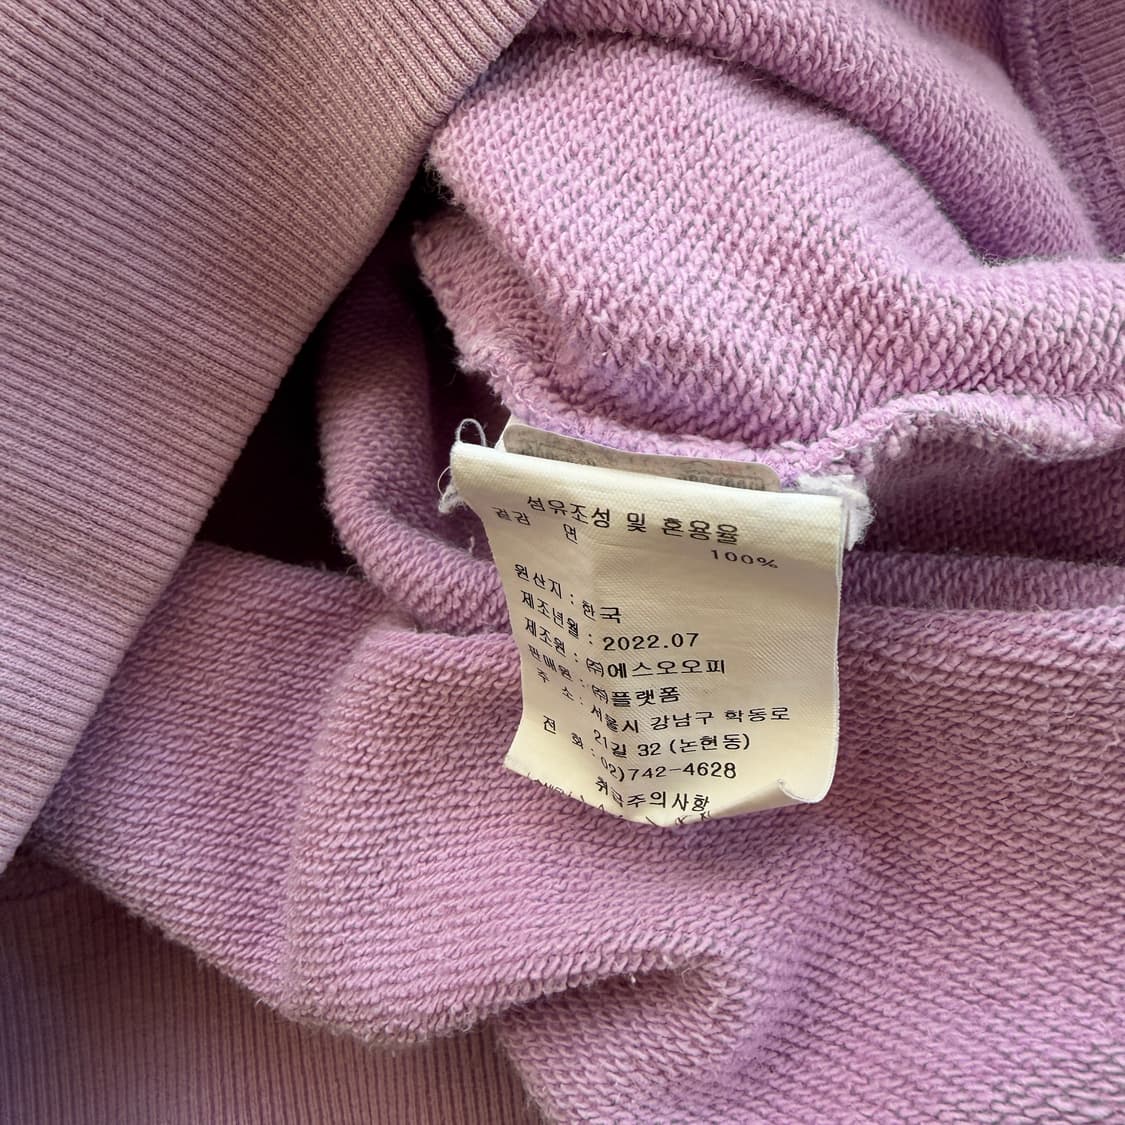 섬유조성 및 혼용율
겉감 면 100%
원산지 : 한국
제조년월 : 2022.07
제조원 : ㈜에스오오피
판매원 : ㈜플랫폼
주 소 : 서울시 강남구 학동로
21길 32 (논현동)
전 화 : 02)742-4628
취급주의사항